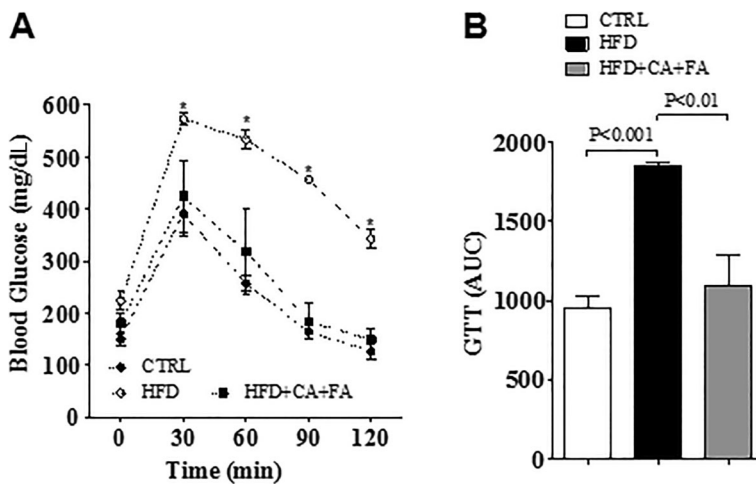 A
Blood Glucose (mg/dL)
600
500
400
300
200
100
0
*
*
*
*
CTRL
HFD
HFD+CA+FA
0 30 60 90 120
Time (min)
B
CTRL
HFD
HFD+CA+FA
P<0.01
P<0.001
GTT (AUC)
2000
1500
1000
500
0